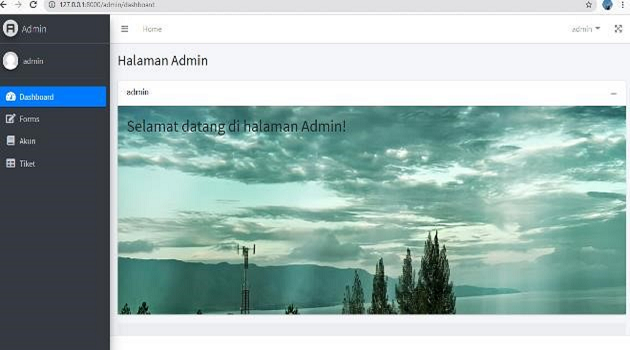 127.0.0.1:8000/admin/dashboard
Admin
Home
admin
admin
Halaman Admin
Dashboard
admin
Forms
Selamat datang di halaman Admin!
Akun
Tiket